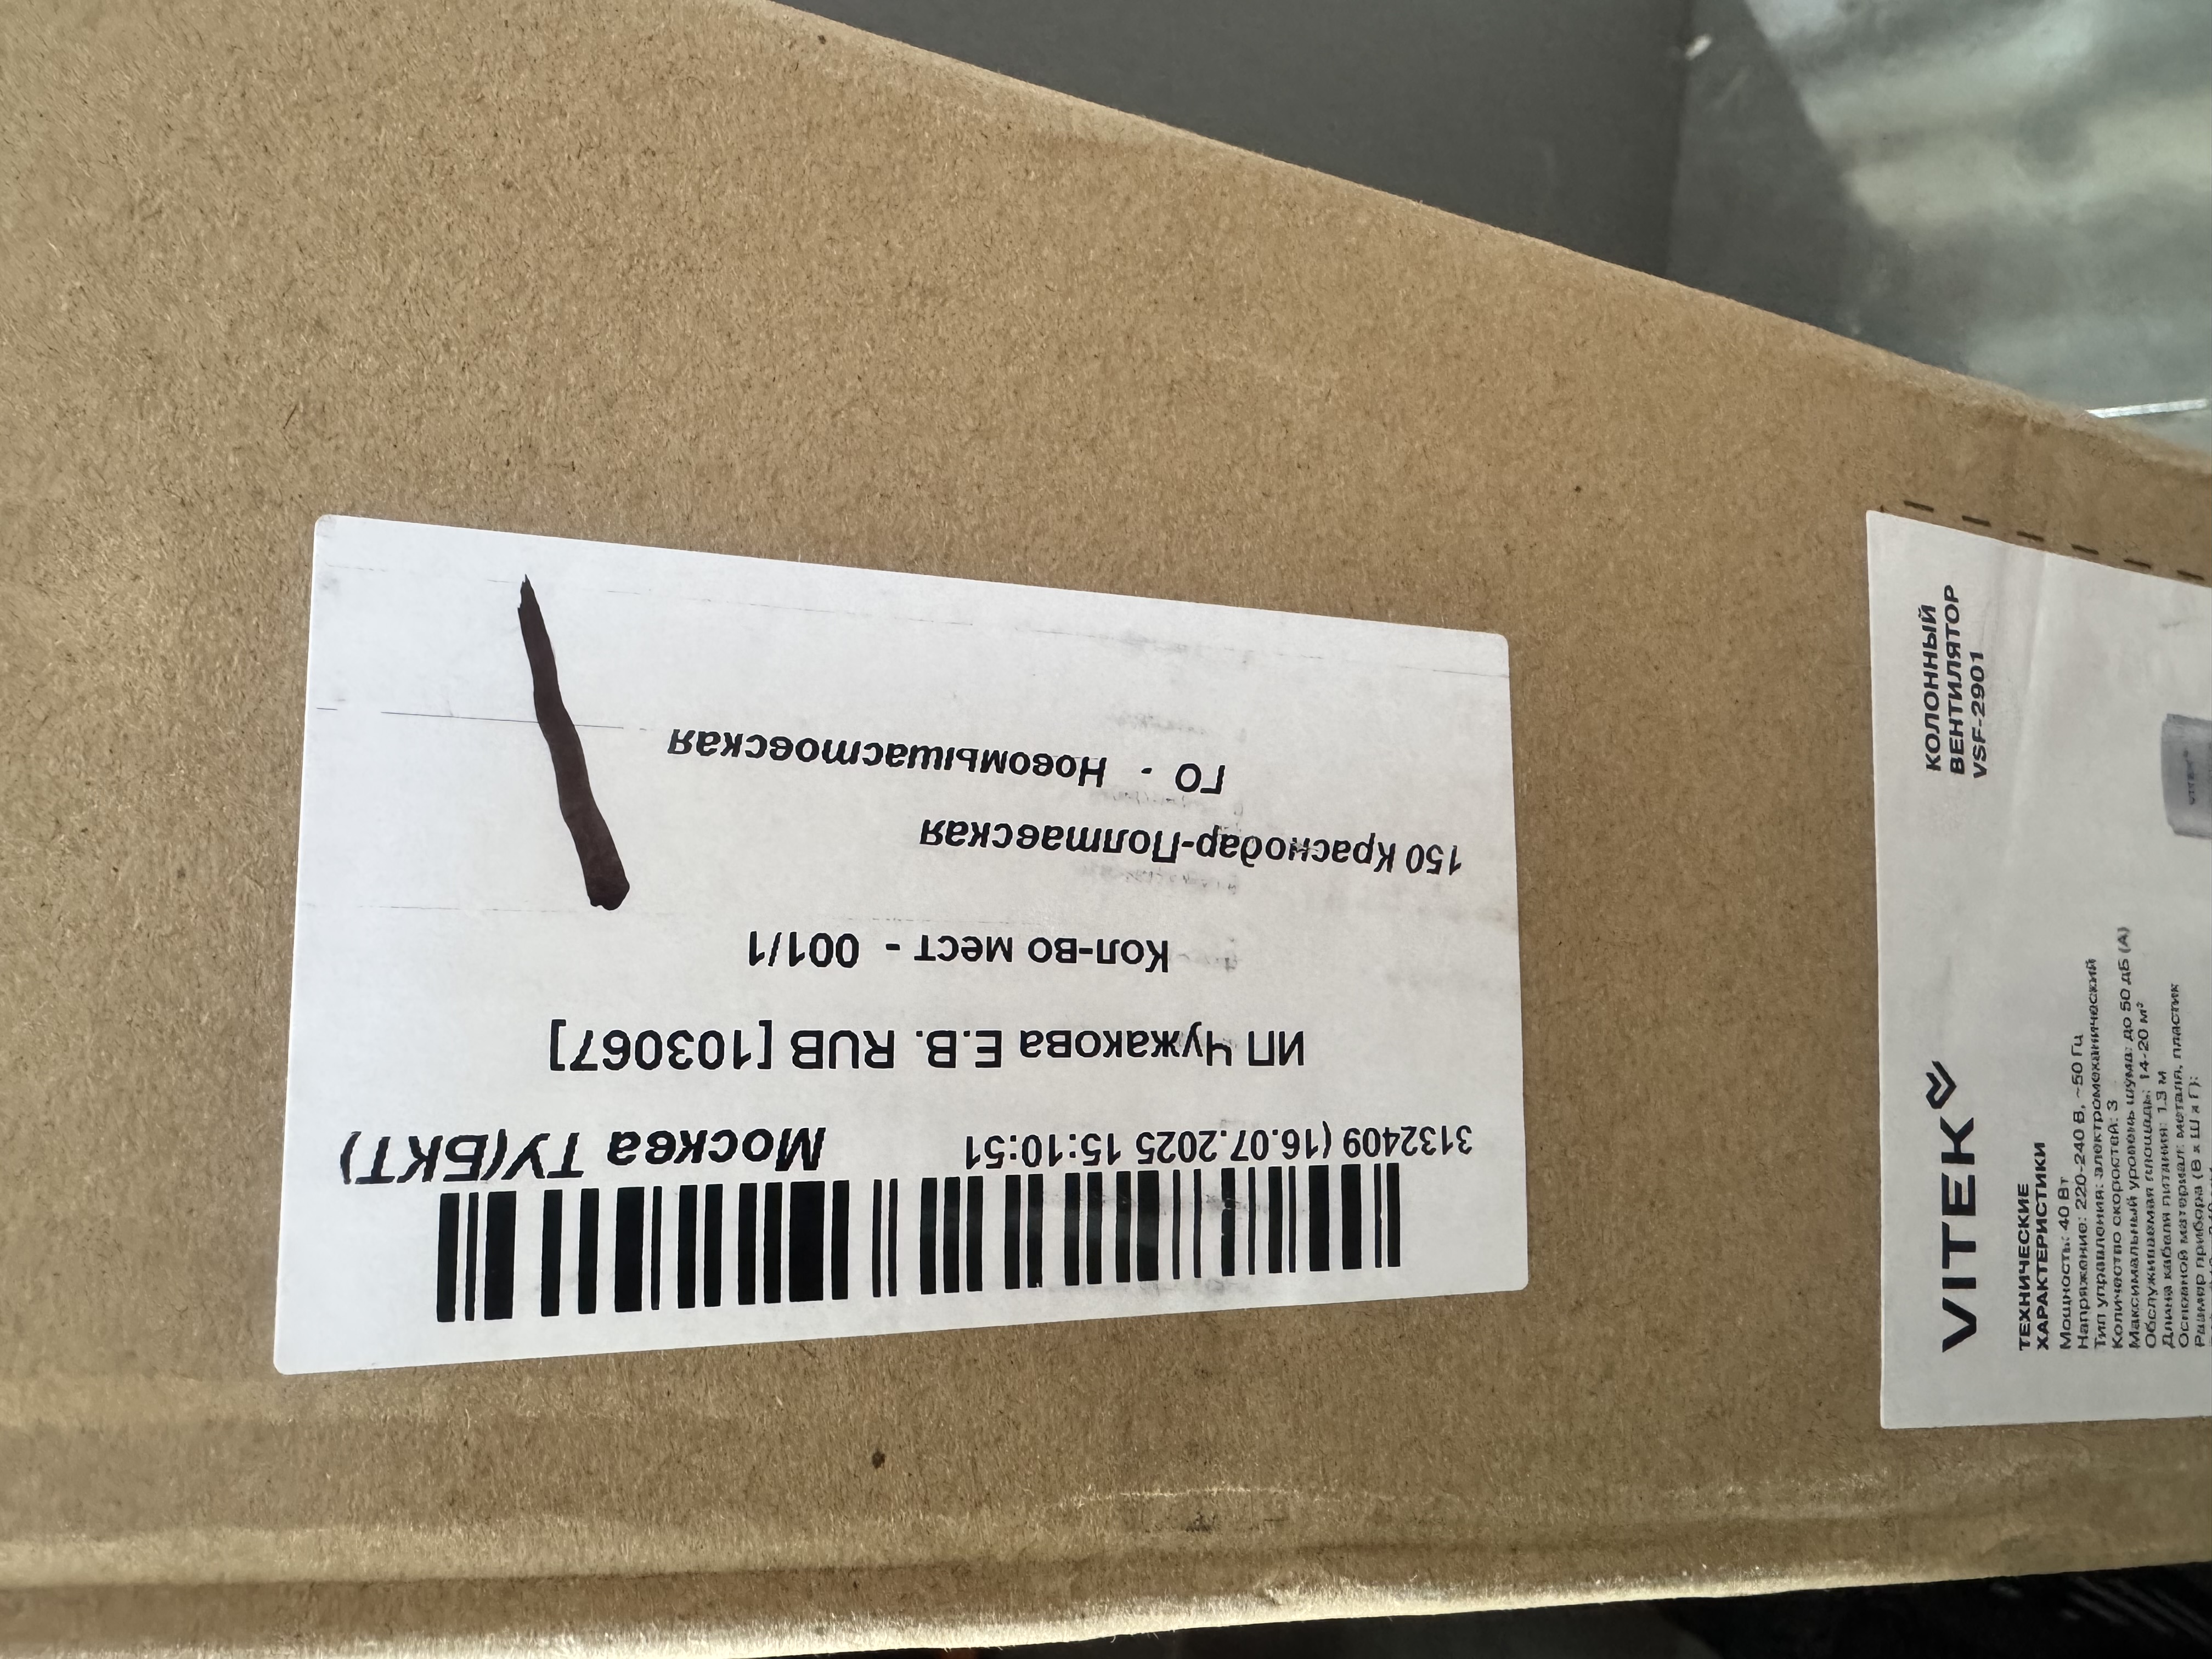 3132409 (16.07.2025 15:10:51
Москва ТУ(БКТ)
ИП Чужакова Е.В. RUB [103067]
Кол-во мест - 001/1
150 Краснодар-Полтавская
ГО - Новомышастовская
VITEK
КОЛОННЫЙ
ВЕНТИЛЯТОР
VSF-2901
ТЕХНИЧЕСКИЕ
ХАРАКТЕРИСТИКИ
Мощность: 40 Вт
Напряжение: 220-240 В, ~50 Гц
Тип управления: электромеханический
Количество скоростей: 3
Максимальный уровень шума: до 50 дБ (А)
Обслуживаемая площадь: 14-20 м²
Длина кабеля питания: 1.3 м
Основной материал: металл, пластик
Размер прибора (В х Ш х Г):